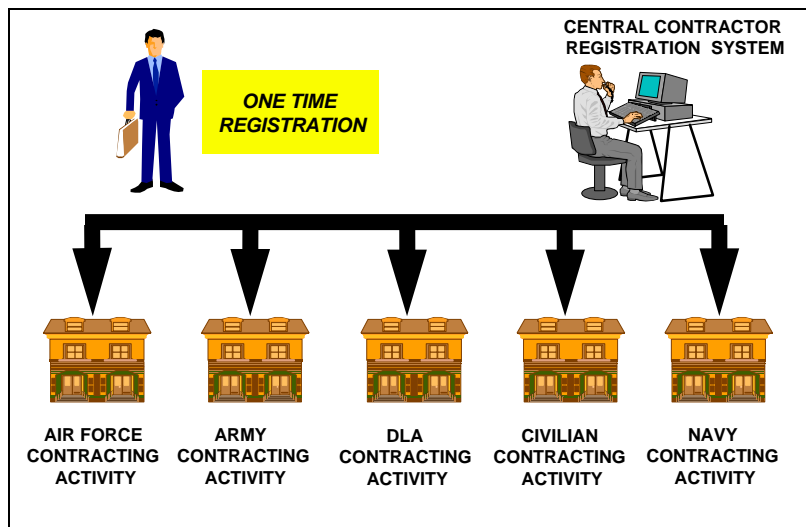 CENTRAL CONTRACTOR
REGISTRATION SYSTEM
ONE TIME
REGISTRATION
AIR FORCE
CONTRACTING
ACTIVITY
ARMY
CONTRACTING
ACTIVITY
DLA
CONTRACTING
ACTIVITY
CIVILIAN
CONTRACTING
ACTIVITY
NAVY
CONTRACTING
ACTIVITY